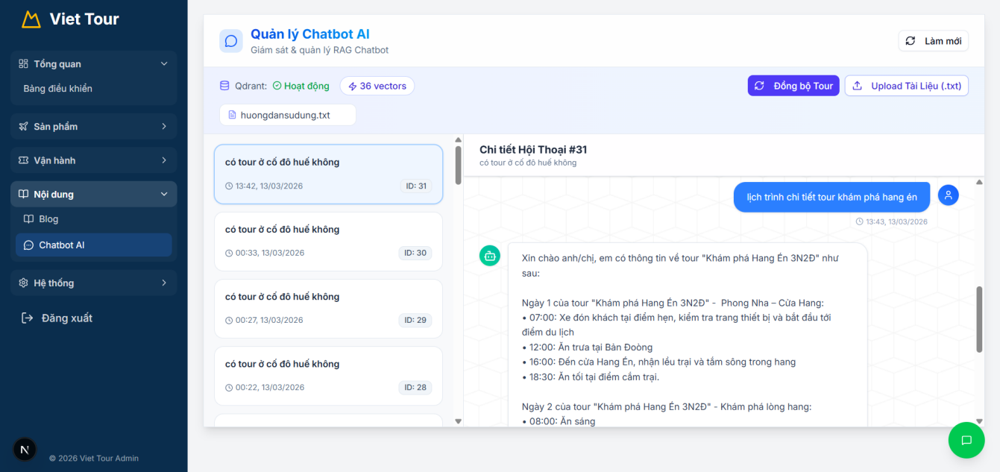 Viet Tour
Tổng quan
Bảng điều khiển
Sản phẩm
Vận hành
Nội dung
Blog
Chatbot AI
Hệ thống
Đăng xuất
N
© 2026 Viet Tour Admin
Quản lý Chatbot AI
Giám sát & quản lý RAG Chatbot
Làm mới
Qdrant: Hoạt động
36 vectors
Đồng bộ Tour
Upload Tài Liệu (.txt)
huongdansudung.txt
có tour ở cố đô huế không
13:42, 13/03/2026
ID: 31
có tour ở cố đô huế không
00:33, 13/03/2026
ID: 30
có tour ở cố đô huế không
00:27, 13/03/2026
ID: 29
có tour ở cố đô huế không
00:22, 13/03/2026
ID: 28
Chi tiết Hội Thoại #31
có tour ở cố đô huế không
lịch trình chi tiết tour khám phá hang én
13:43, 13/03/2026
Xin chào anh/chị, em có thông tin về tour "Khám phá Hang Én 3N2Đ" như
sau:
Ngày 1 của tour "Khám phá Hang Én 3N2Đ" - Phong Nha – Cửa Hang:
• 07:00: Xe đón khách tại điểm hẹn, kiểm tra trang thiết bị và bắt đầu tới
điểm du lịch
• 12:00: Ăn trưa tại Bản Đoòng
• 16:00: Đến cửa Hang Én, nhận lều trại và tắm sông trong hang
• 18:30: Ăn tối tại điểm cắm trại.
Ngày 2 của tour "Khám phá Hang Én 3N2Đ" - Khám phá lòng hang:
• 08:00: Ăn sáng